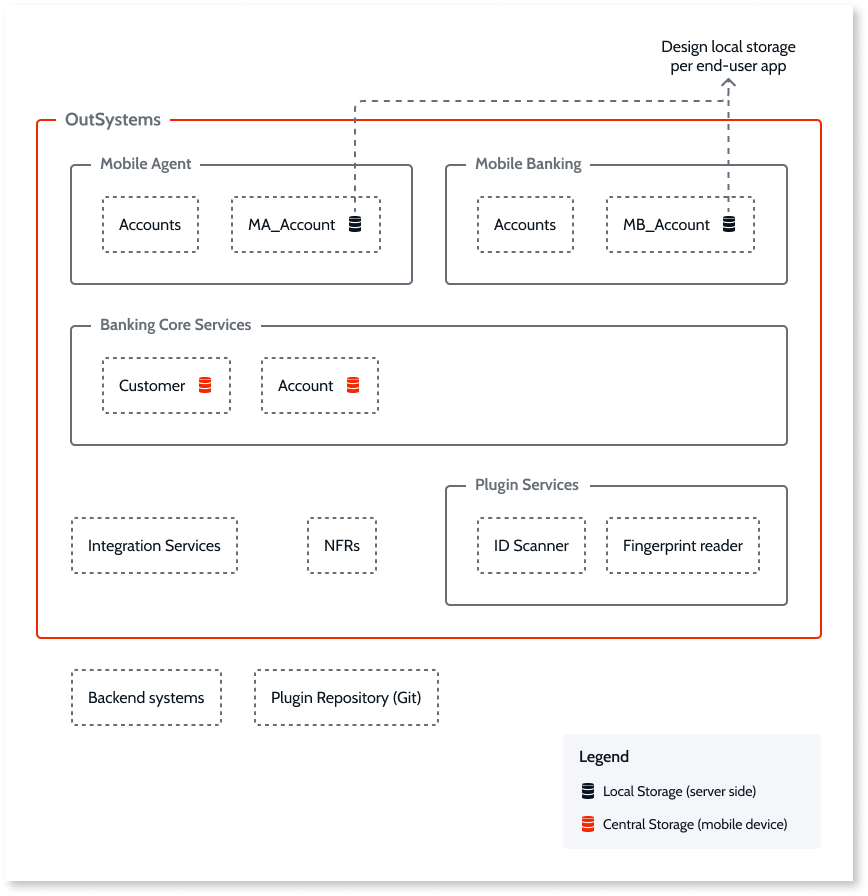 Design local storage
per end-user app
OutSystems
Mobile Agent
Mobile Banking
Accounts
MA_Account
Accounts
MB_Account
Banking Core Services
Customer
Account
Plugin Services
Integration Services
NFRs
ID Scanner
Fingerprint reader
Backend systems
Plugin Repository (Git)
Legend
Local Storage (server side)
Central Storage (mobile device)